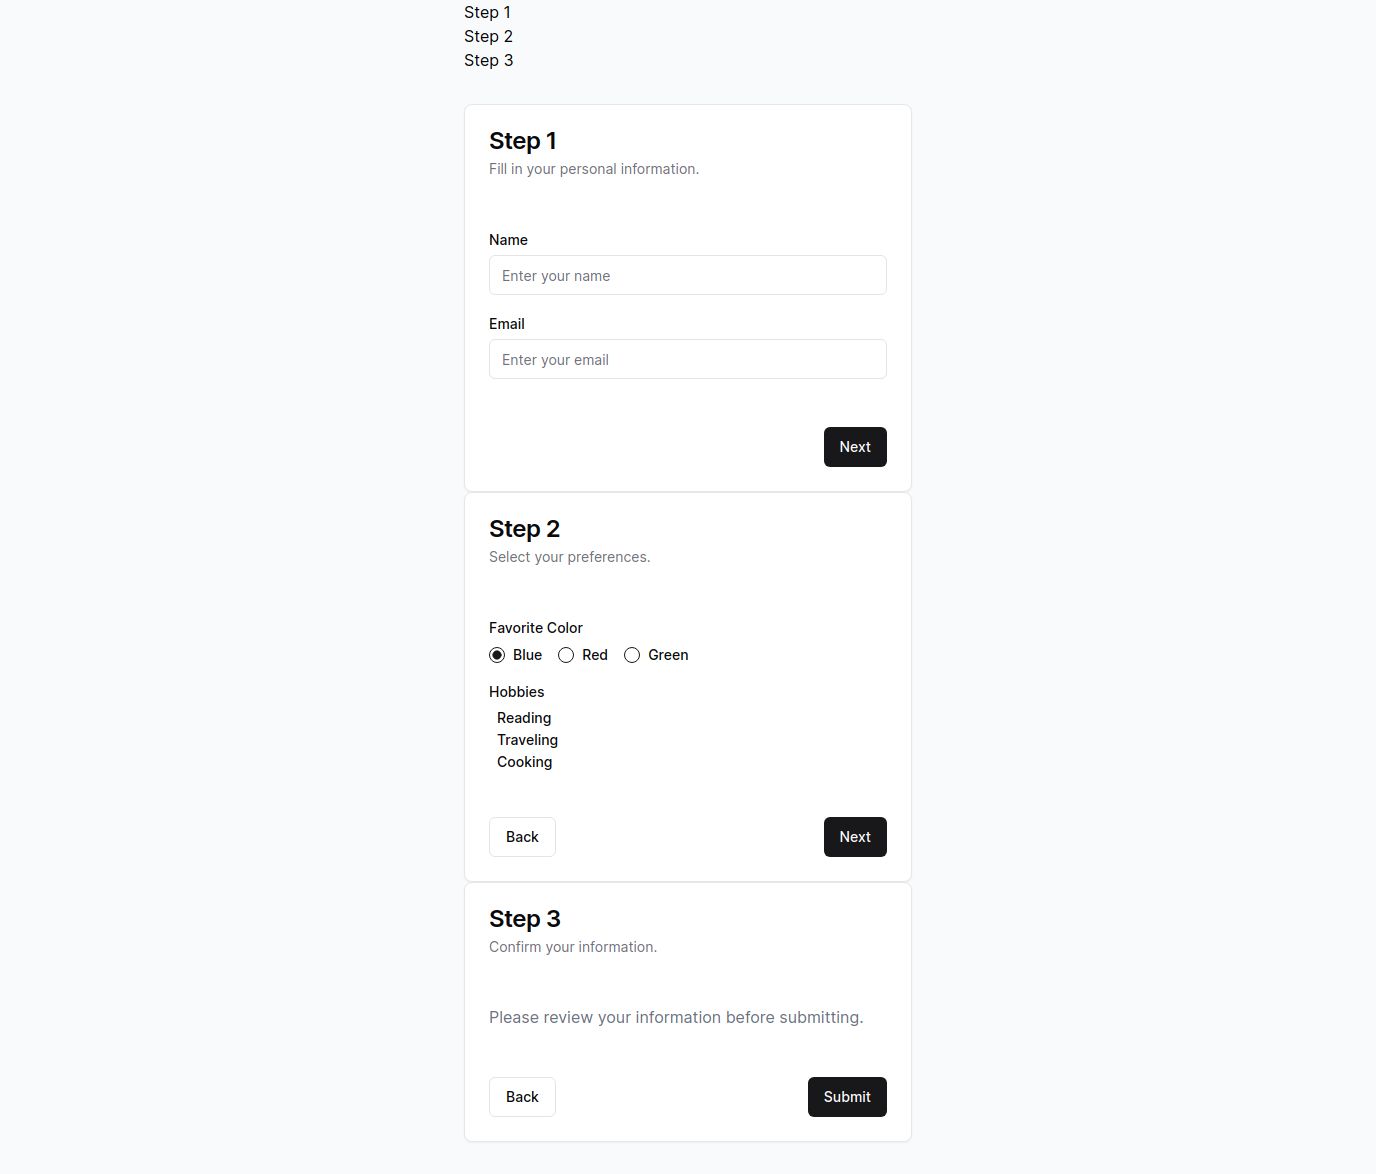 Step 1
Step 2
Step 3
Step 1
Fill in your personal information.
Name
Enter your name
Email
Enter your email
Next
Step 2
Select your preferences.
Favorite Color
Blue Red Green
Hobbies
Reading
Traveling
Cooking
Back Next
Step 3
Confirm your information.
Please review your information before submitting.
Back Submit